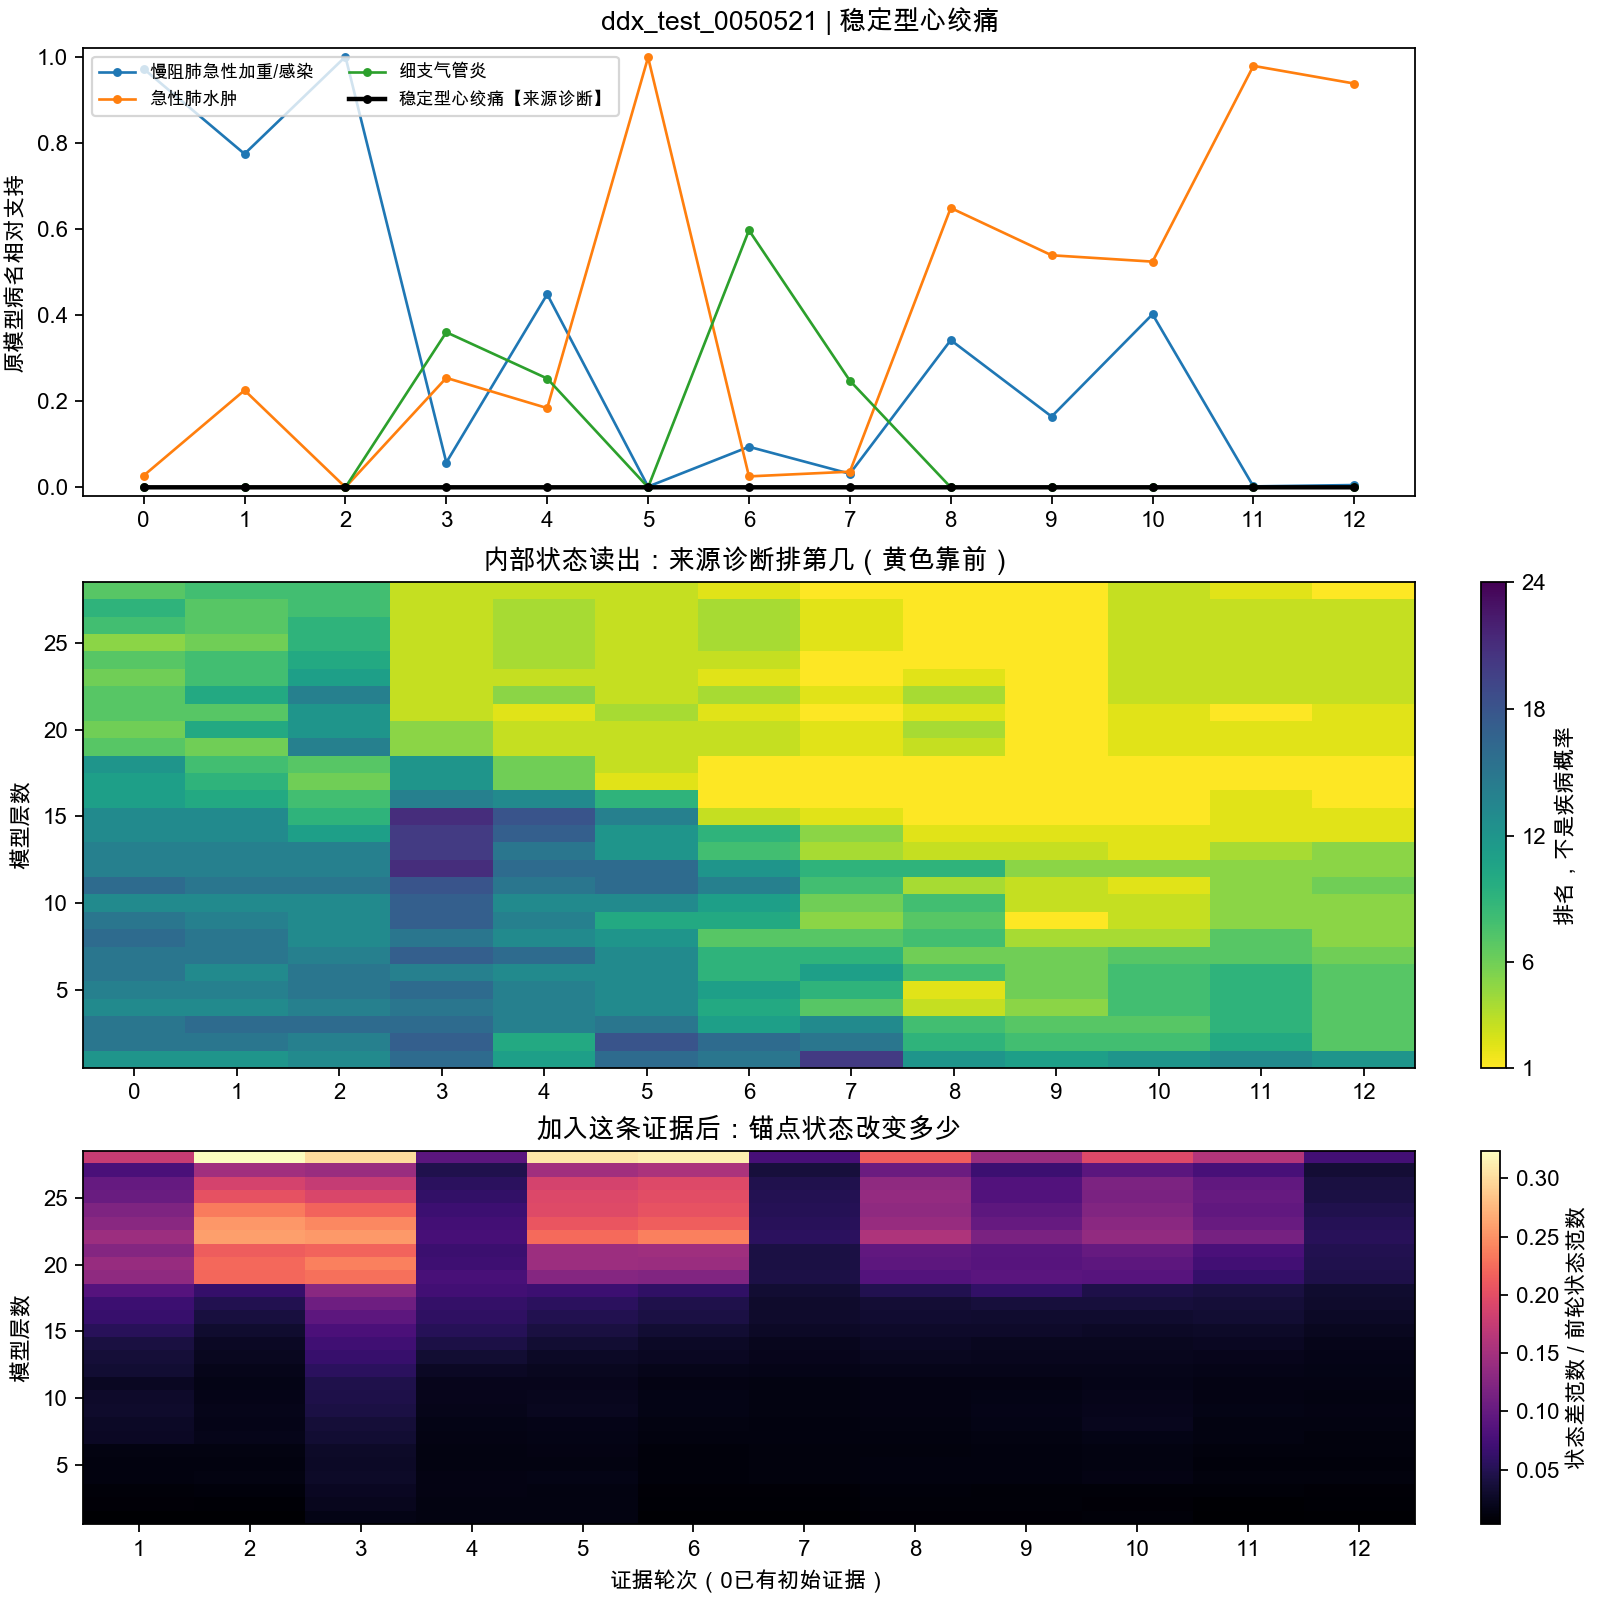 ddx_test_0050521 | 稳定型心绞痛
1.0
0.8
0.6
0.4
0.2
0.0
原模型病名相对支持
慢阻肺急性加重/感染
急性肺水肿
细支气管炎
稳定型心绞痛【来源诊断】
0 1 2 3 4 5 6 7 8 9 10 11 12
内部状态读出：来源诊断排第几（黄色靠前）
25
20
15
10
5
模型层数
0 1 2 3 4 5 6 7 8 9 10 11 12
24
18
12
6
1
排名，不是疾病概率
加入这条证据后：锚点状态改变多少
25
20
15
10
5
模型层数
1 2 3 4 5 6 7 8 9 10 11 12
证据轮次（0已有初始证据）
0.30
0.25
0.20
0.15
0.10
0.05
状态差范数 / 前轮状态范数